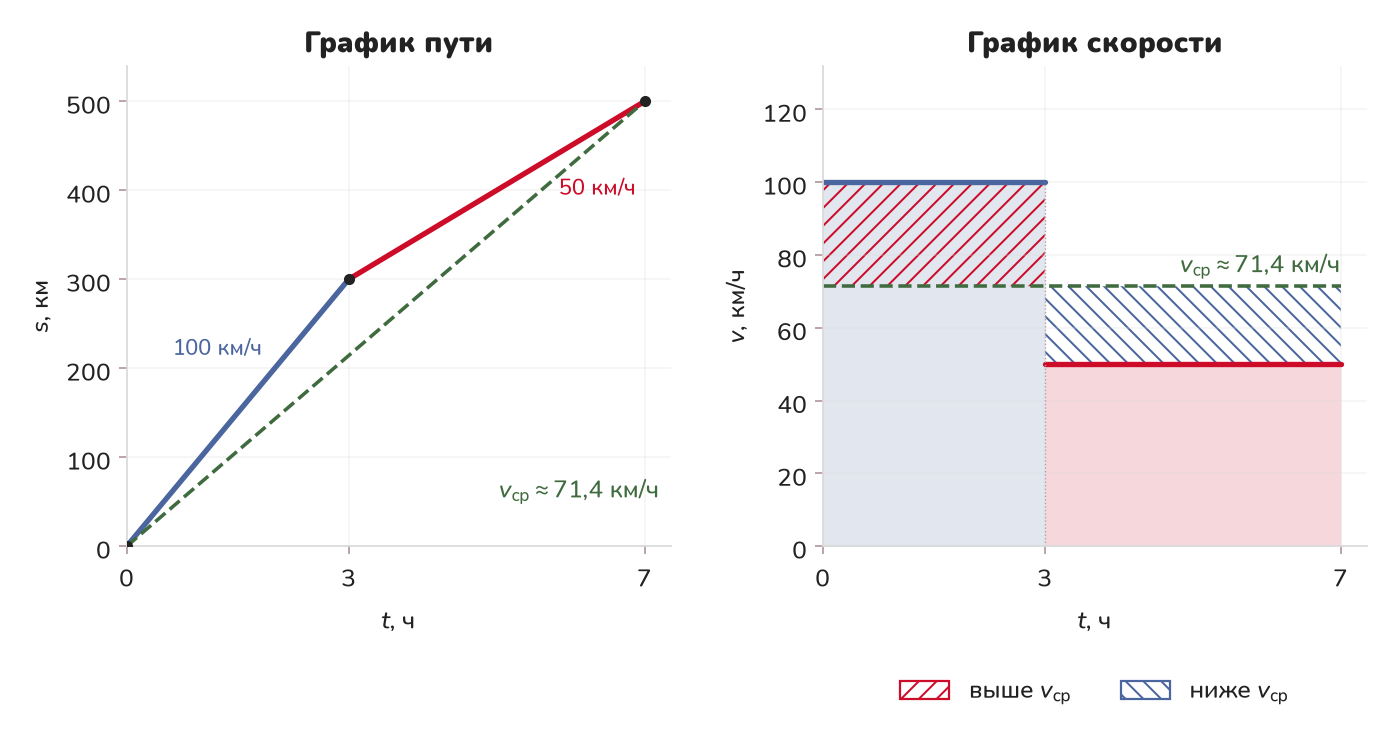 График пути
500
400
300
200
100
0
0
3
7
s, км
t, ч
100 км/ч
50 км/ч
vср ≈ 71,4 км/ч
График скорости
120
100
80
60
40
20
0
0
3
7
v, км/ч
t, ч
vср ≈ 71,4 км/ч
выше vср
ниже vср